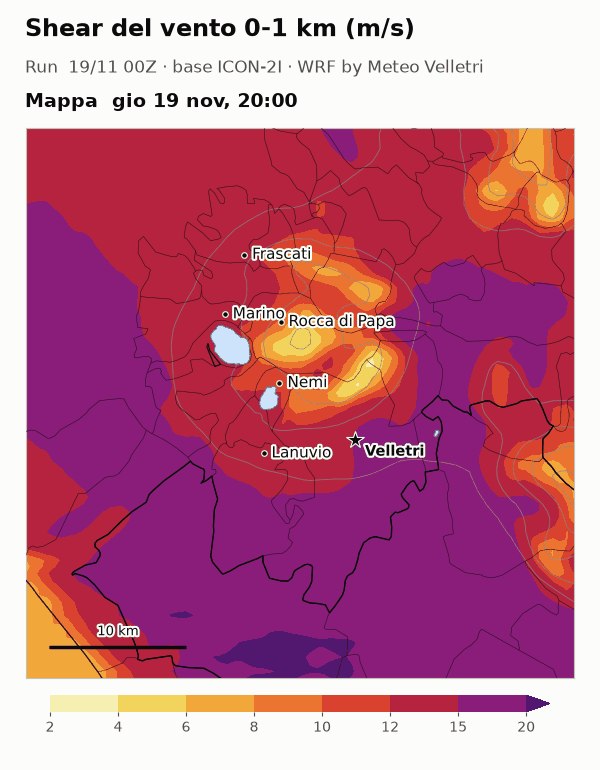 Shear del vento 0-1 km (m/s)
Run  19/11 00Z · base ICON-2I · WRF by Meteo Velletri
Mappa  gio 19 nov, 20:00
Frascati
Marino
Rocca di Papa
Nemi
Velletri
Lanuvio
10 km
2 4 6 8 10 12 15 20